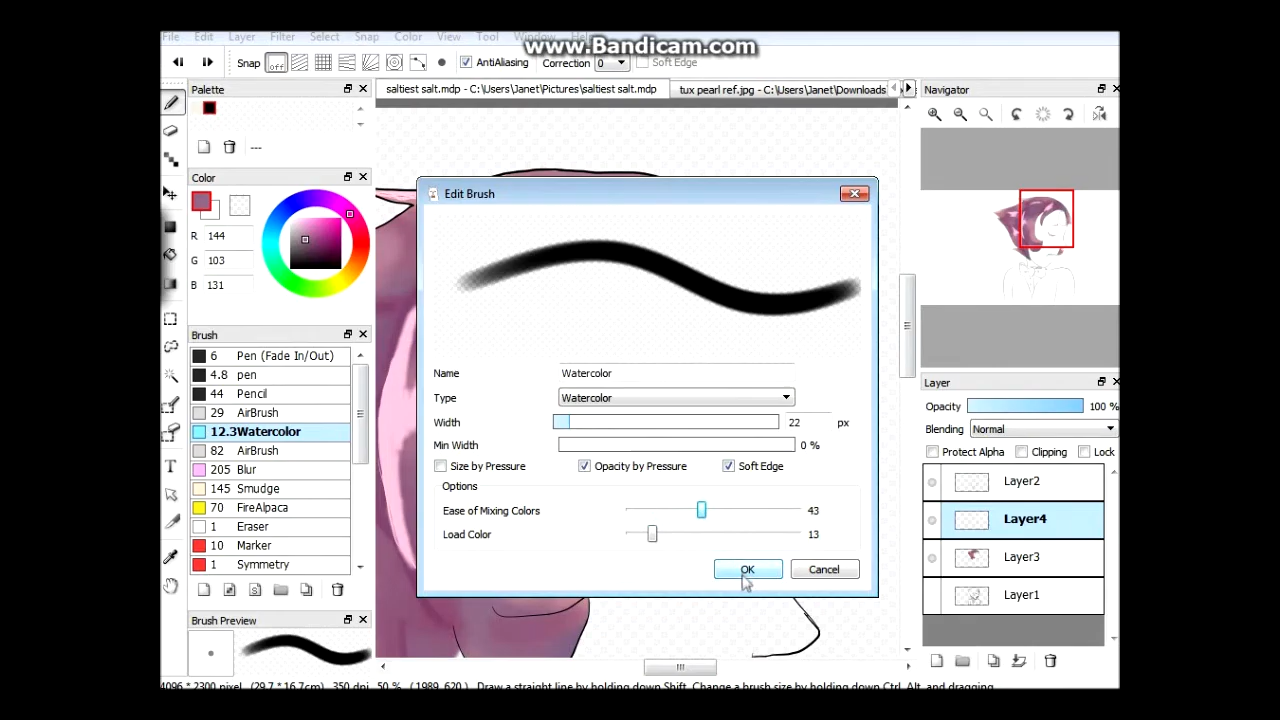 File Edit Layer Filter Select Snap Color View Tool Window Help
www.Bandicam.com
Snap off AntiAliasing Correction 0 Soft Edge
Palette
saltiest salt.mdp - C:\Users\Janet\Pictures\saltiest salt.mdp
tux pearl ref.jpg - C:\Users\Janet\Downloads
Navigator
---
Color
R 144
G 103
B 131
Brush
6 Pen (Fade In/Out)
4.8 pen
44 Pencil
29 AirBrush
12.3 Watercolor
82 AirBrush
205 Blur
145 Smudge
70 FireAlpaca
1 Eraser
10 Marker
1 Symmetry
Brush Preview
Edit Brush
Name Watercolor
Type Watercolor
Width 22 px
Min Width 0 %
Size by Pressure Opacity by Pressure Soft Edge
Options
Ease of Mixing Colors 43
Load Color 13
OK Cancel
Layer
Opacity 100 %
Blending Normal
Protect Alpha Clipping Lock
Layer2
Layer4
Layer3
Layer1
4096 * 2300 pixel (29.7 * 16.7cm) 350 dpi 50 % (1989, 620) Draw a straight line by holding down Shift, Change a brush size by holding down Ctrl, Alt, and dragging